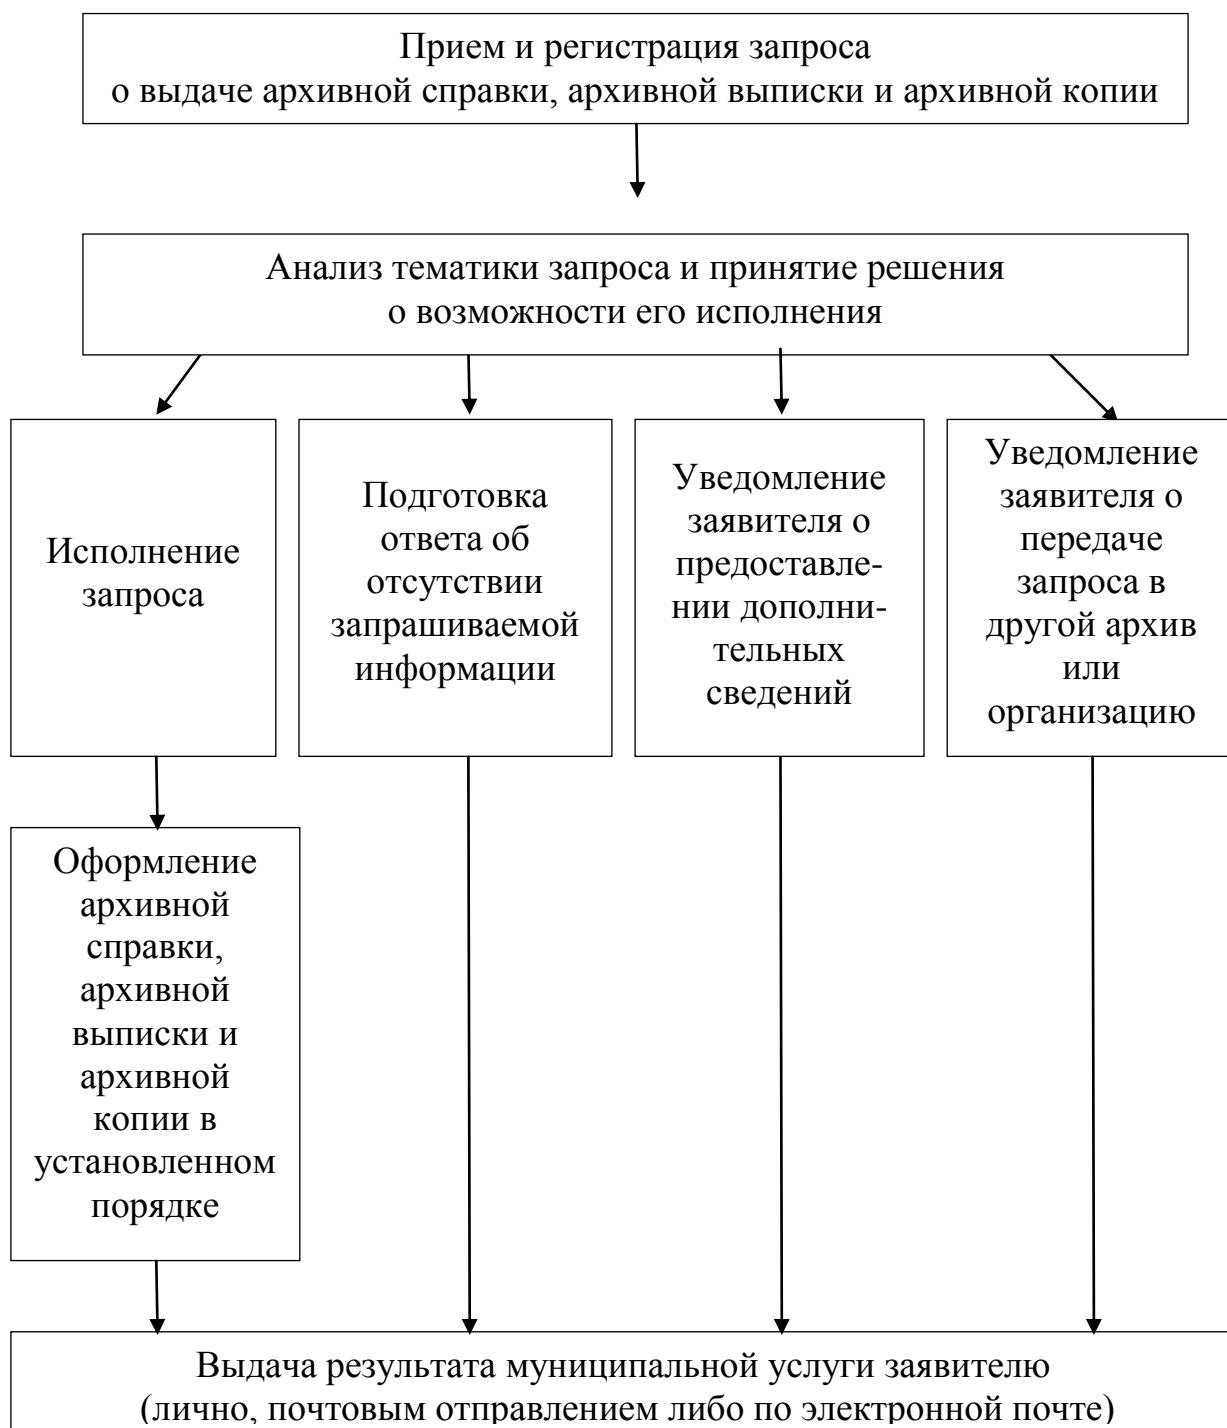 Прием и регистрация запроса
о выдаче архивной справки, архивной выписки и архивной копии
Анализ тематики запроса и принятие решения
о возможности его исполнения
Исполнение
запроса
Подготовка
ответа об
отсутствии
запрашиваемой
информации
Уведомление
заявителя о
предоставле-
нии дополни-
тельных
сведений
Уведомление
заявителя о
передаче
запроса в
другой архив
или
организацию
Оформление
архивной
справки,
архивной
выписки и
архивной
копии в
установленном
порядке
Выдача результата муниципальной услуги заявителю
(лично, почтовым отправлением либо по электронной почте)